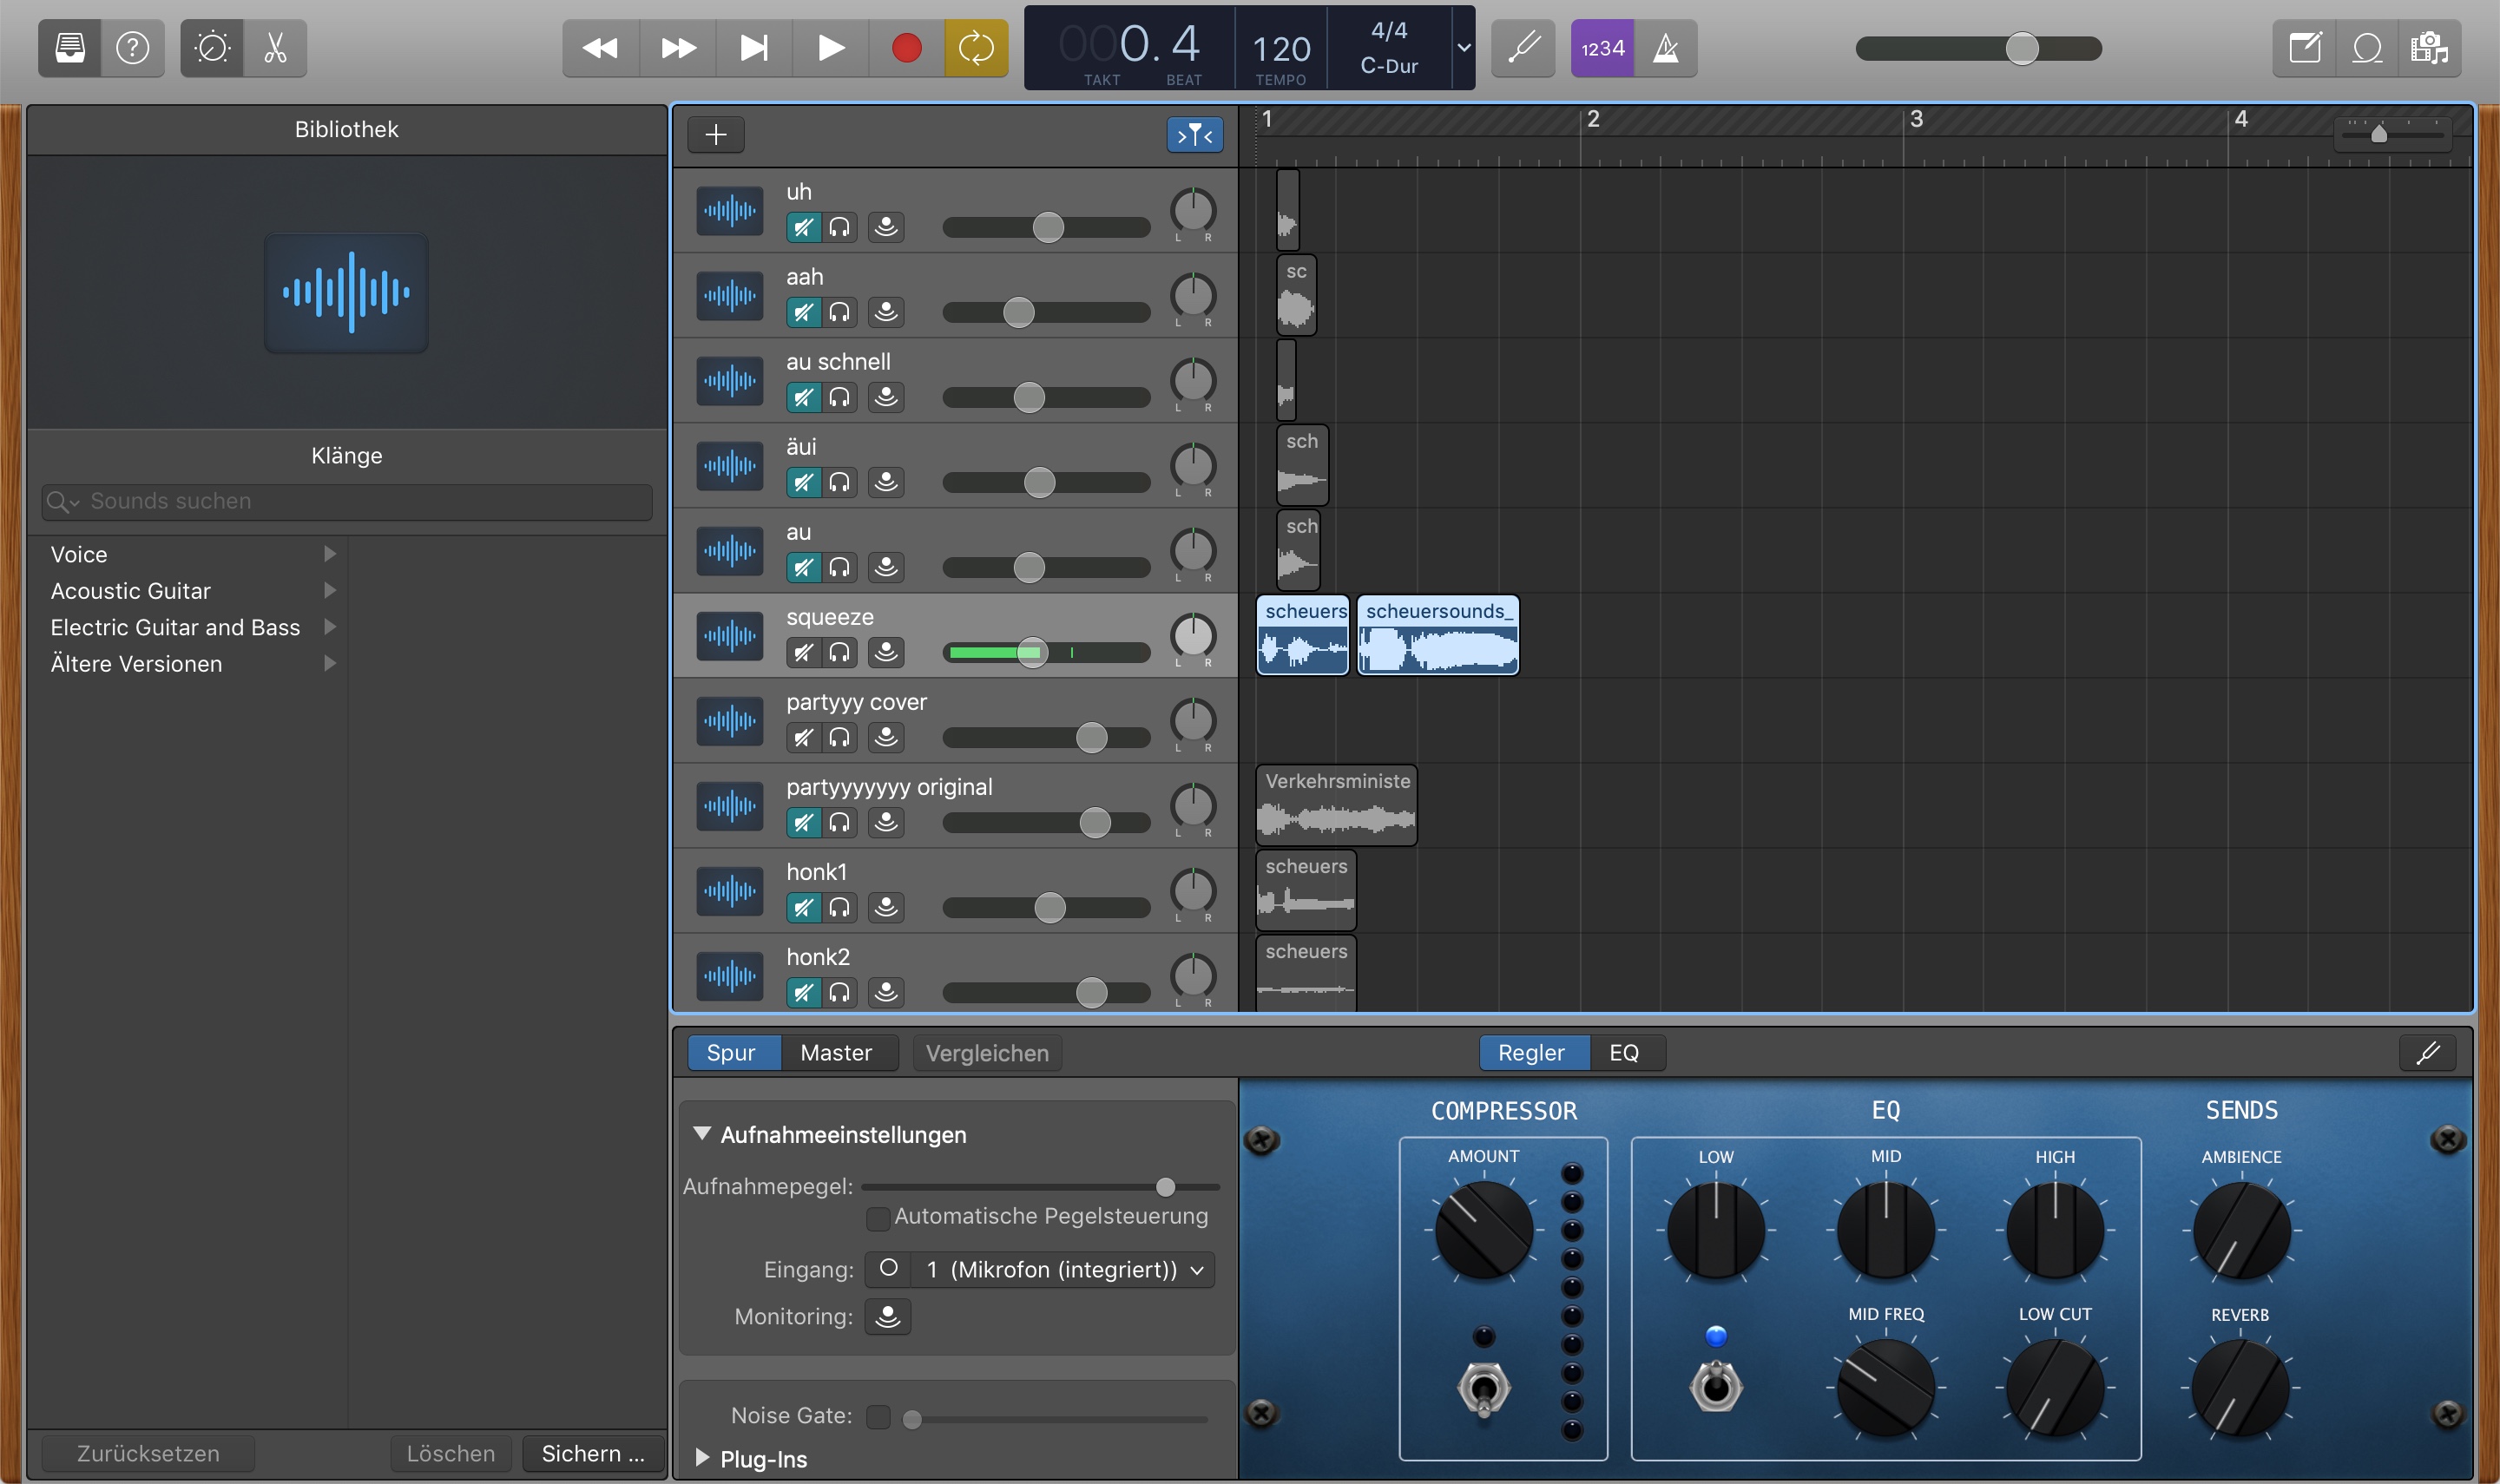 000.4
TAKT BEAT
120
TEMPO
4/4
C-Dur
1234
Bibliothek
Klänge
Sounds suchen
Voice
Acoustic Guitar
Electric Guitar and Bass
Ältere Versionen
Zurücksetzen
Löschen
Sichern ...
1 2 3 4
uh
L R
aah
L R
sc
au schnell
L R
äui
L R
sch
au
L R
sch
squeeze
L R
scheuers
scheuersounds_
partyyy cover
L R
partyyyyyyy original
L R
Verkehrsministe
honk1
L R
scheuers
honk2
L R
scheuers
Spur Master Vergleichen
Regler EQ
Aufnahmeeinstellungen
Aufnahmepegel:
Automatische Pegelsteuerung
Eingang: 1 (Mikrofon (integriert))
Monitoring:
Noise Gate:
Plug-Ins
COMPRESSOR
AMOUNT
EQ
LOW MID HIGH
MID FREQ LOW CUT
SENDS
AMBIENCE
REVERB